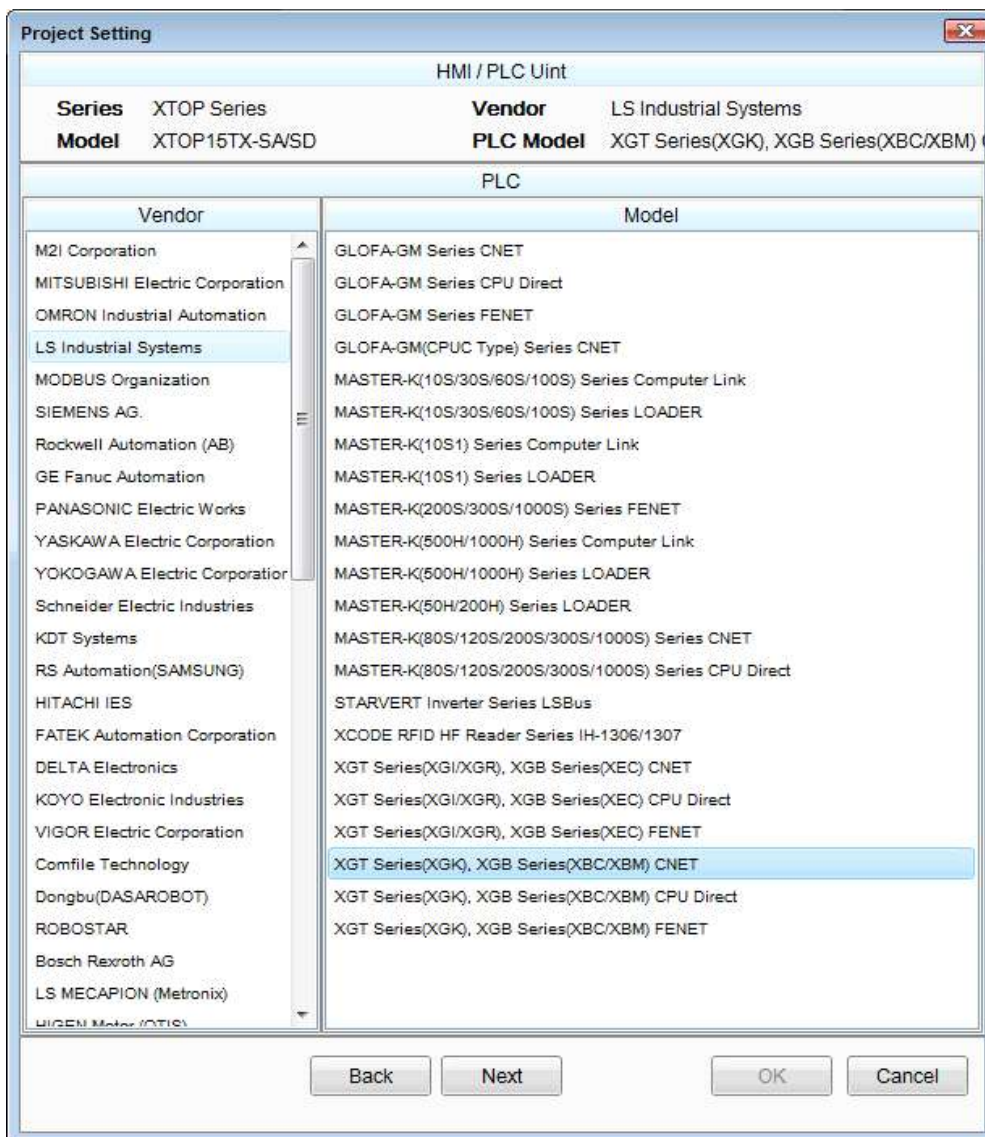 Project Setting
HMI / PLC Uint
Series XTOP Series Vendor LS Industrial Systems
Model XTOP15TX-SA/SD PLC Model XGT Series(XGK), XGB Series(XBC/XBM)
PLC
Vendor
M2I Corporation
MITSUBISHI Electric Corporation
OMRON Industrial Automation
LS Industrial Systems
MODBUS Organization
SIEMENS AG.
Rockwell Automation (AB)
GE Fanuc Automation
PANASONIC Electric Works
YASKAWA Electric Corporation
YOKOGAWA Electric Corporation
Schneider Electric Industries
KDT Systems
RS Automation(SAMSUNG)
HITACHI IES
FATEK Automation Corporation
DELTA Electronics
KOYO Electronic Industries
VIGOR Electric Corporation
Comfile Technology
Dongbu(DASAROBOT)
ROBOSTAR
Bosch Rexroth AG
LS MECAPION (Metronix)
HIGEN Motor (OTIS)
Model
GLOFA-GM Series CNET
GLOFA-GM Series CPU Direct
GLOFA-GM Series FENET
GLOFA-GM(CPUC Type) Series CNET
MASTER-K(10S/30S/60S/100S) Series Computer Link
MASTER-K(10S/30S/60S/100S) Series LOADER
MASTER-K(10S1) Series Computer Link
MASTER-K(10S1) Series LOADER
MASTER-K(200S/300S/1000S) Series FENET
MASTER-K(500H/1000H) Series Computer Link
MASTER-K(500H/1000H) Series LOADER
MASTER-K(50H/200H) Series LOADER
MASTER-K(80S/120S/200S/300S/1000S) Series CNET
MASTER-K(80S/120S/200S/300S/1000S) Series CPU Direct
STARVERT Inverter Series LSBus
XCODE RFID HF Reader Series IH-1306/1307
XGT Series(XGI/XGR), XGB Series(XEC) CNET
XGT Series(XGI/XGR), XGB Series(XEC) CPU Direct
XGT Series(XGI/XGR), XGB Series(XEC) FENET
XGT Series(XGK), XGB Series(XBC/XBM) CNET
XGT Series(XGK), XGB Series(XBC/XBM) CPU Direct
XGT Series(XGK), XGB Series(XBC/XBM) FENET
Back Next OK Cancel